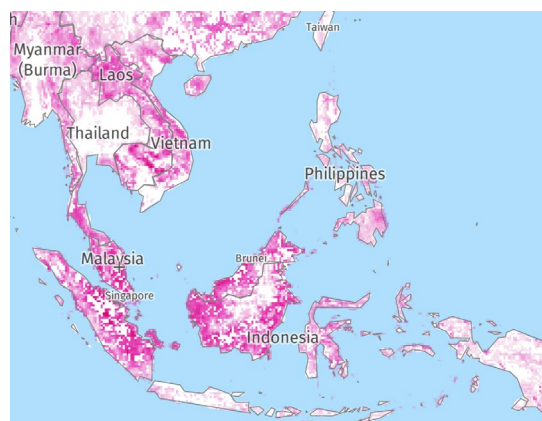 h
Taiwan
Myanmar
(Burma)
Laos
Thailand
Vietnam
Philippines
Malaysia
Brunei
Singapore
Indonesia